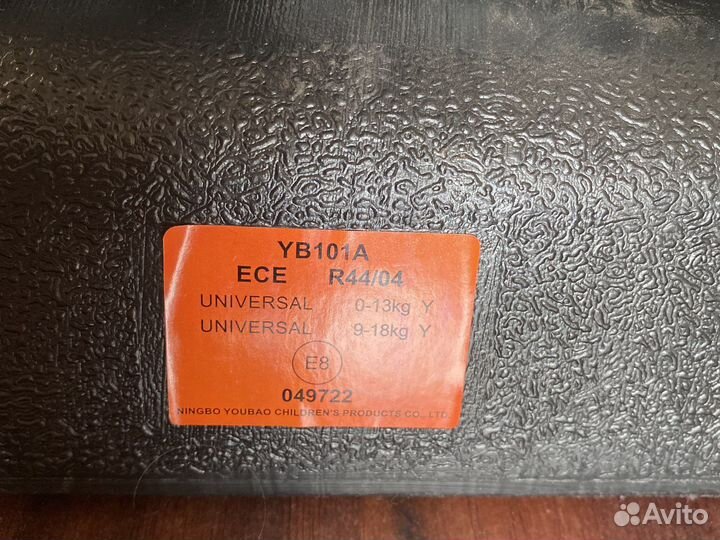 YB101A
ECE R44/04
UNIVERSAL 0-13kg Y
UNIVERSAL 9-18kg Y
E8
049722
NINGBO YOUBAO CHILDREN'S PRODUCTS CO., LTD.
Avito